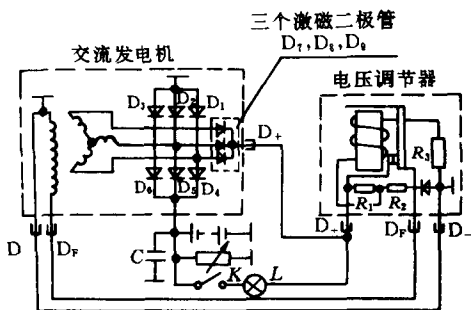 三个激磁二极管
D7,D8,D9
交流发电机
电压调节器
D3 D2 D1
D+
R3
D6 D5 D4
R1 R2
D DF
D+ DF D−
C
K L